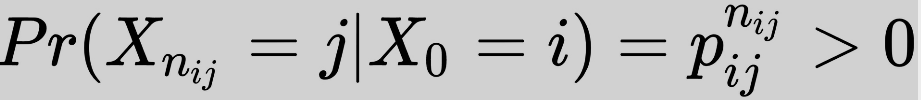 $Pr(X_{n_{ij}} = j|X_0 = i) = p_{ij}^{n_{ij}} > 0$